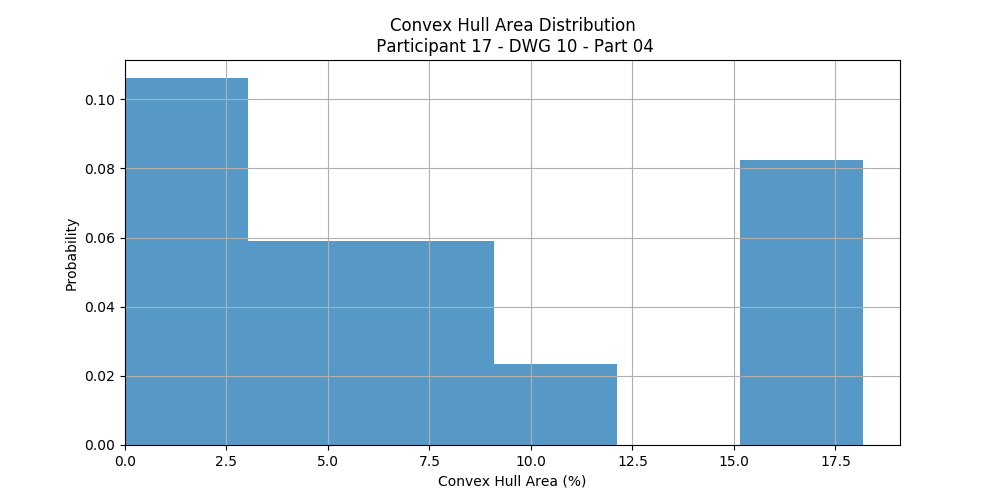 Convex Hull Area Distribution
Participant 17 - DWG 10 - Part 04
Probability
0.10
0.08
0.06
0.04
0.02
0.00
0.0 2.5 5.0 7.5 10.0 12.5 15.0 17.5
Convex Hull Area (%)